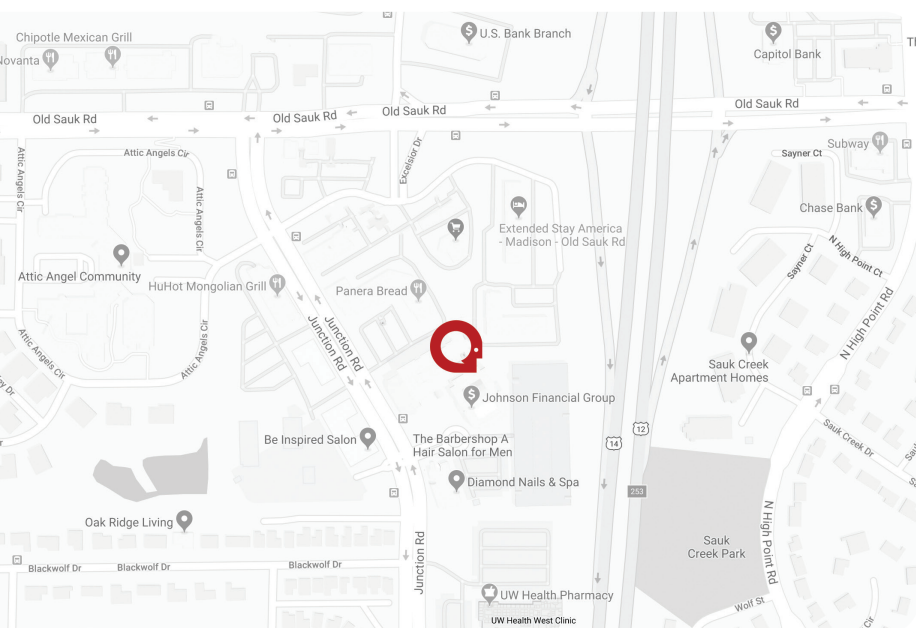 Chipotle Mexican Grill
U.S. Bank Branch
Capitol Bank
Th
Novanta
Old Sauk Rd
Old Sauk Rd
Old Sauk Rd
Old Sauk Rd
Subway
Attic Angels Cir
Sayner Ct
Excelsior Dr
Attic Angels Cir
Attic Angels Cir
Chase Bank
Extended Stay America
- Madison - Old Sauk Rd
N High Point Ct
Sayner Ct
Attic Angel Community
HuHot Mongolian Grill
Panera Bread
N High Point Rd
Junction Rd
Junction Rd
Attic Angels Cir
Attic Angels Cir
Sauk Creek
Apartment Homes
ey Dr
Johnson Financial Group
Be Inspired Salon
The Barbershop A
Hair Salon for Men
12
14
Sauk Creek Dr
Sauk
Diamond Nails & Spa
253
Oak Ridge Living
N High Point Rd
Sauk
Creek Park
Junction Rd
Blackwolf Dr
Blackwolf Dr
Blackwolf Dr
UW Health Pharmacy
Wolf St
UW Health West Clinic
Cir